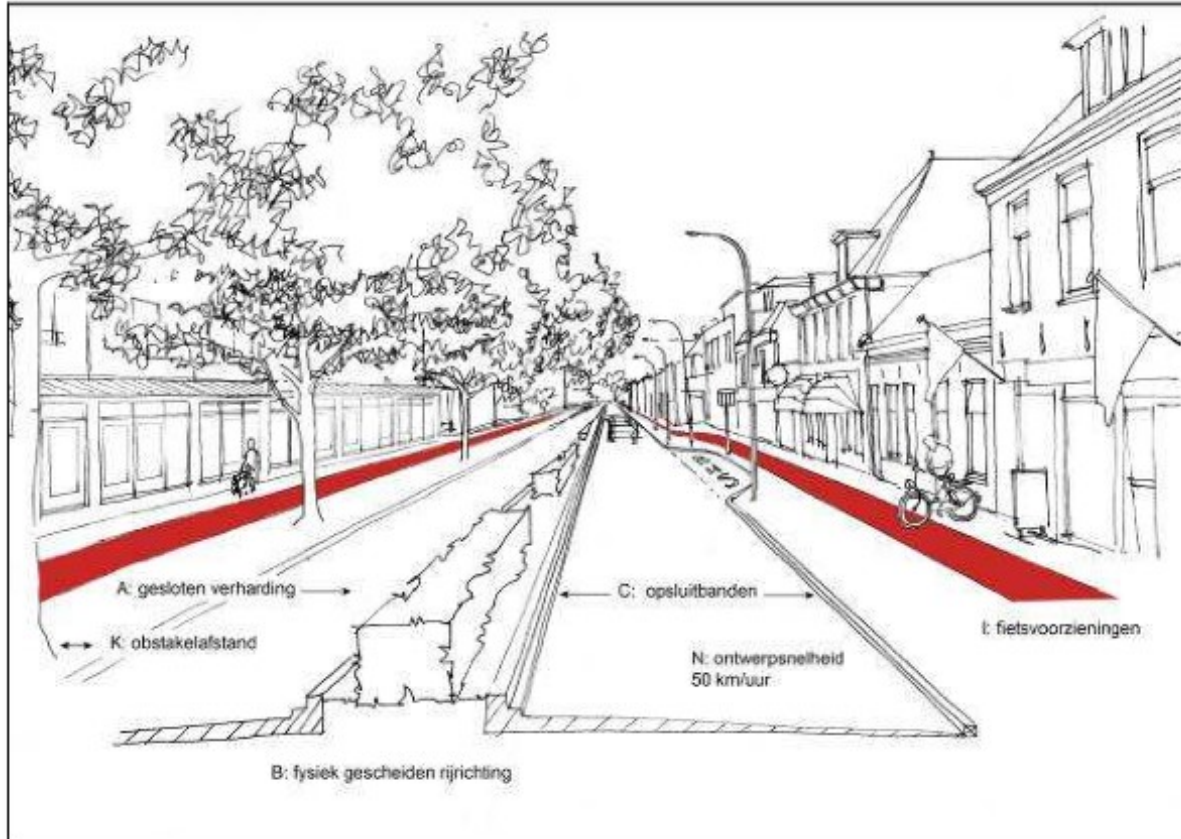 A: gesloten verharding
C: opsluitbanden
I: fietsvoorzieningen
K: obstakelafstand
N: ontwerpsnelheid
50 km/uur
B: fysiek gescheiden rijrichting